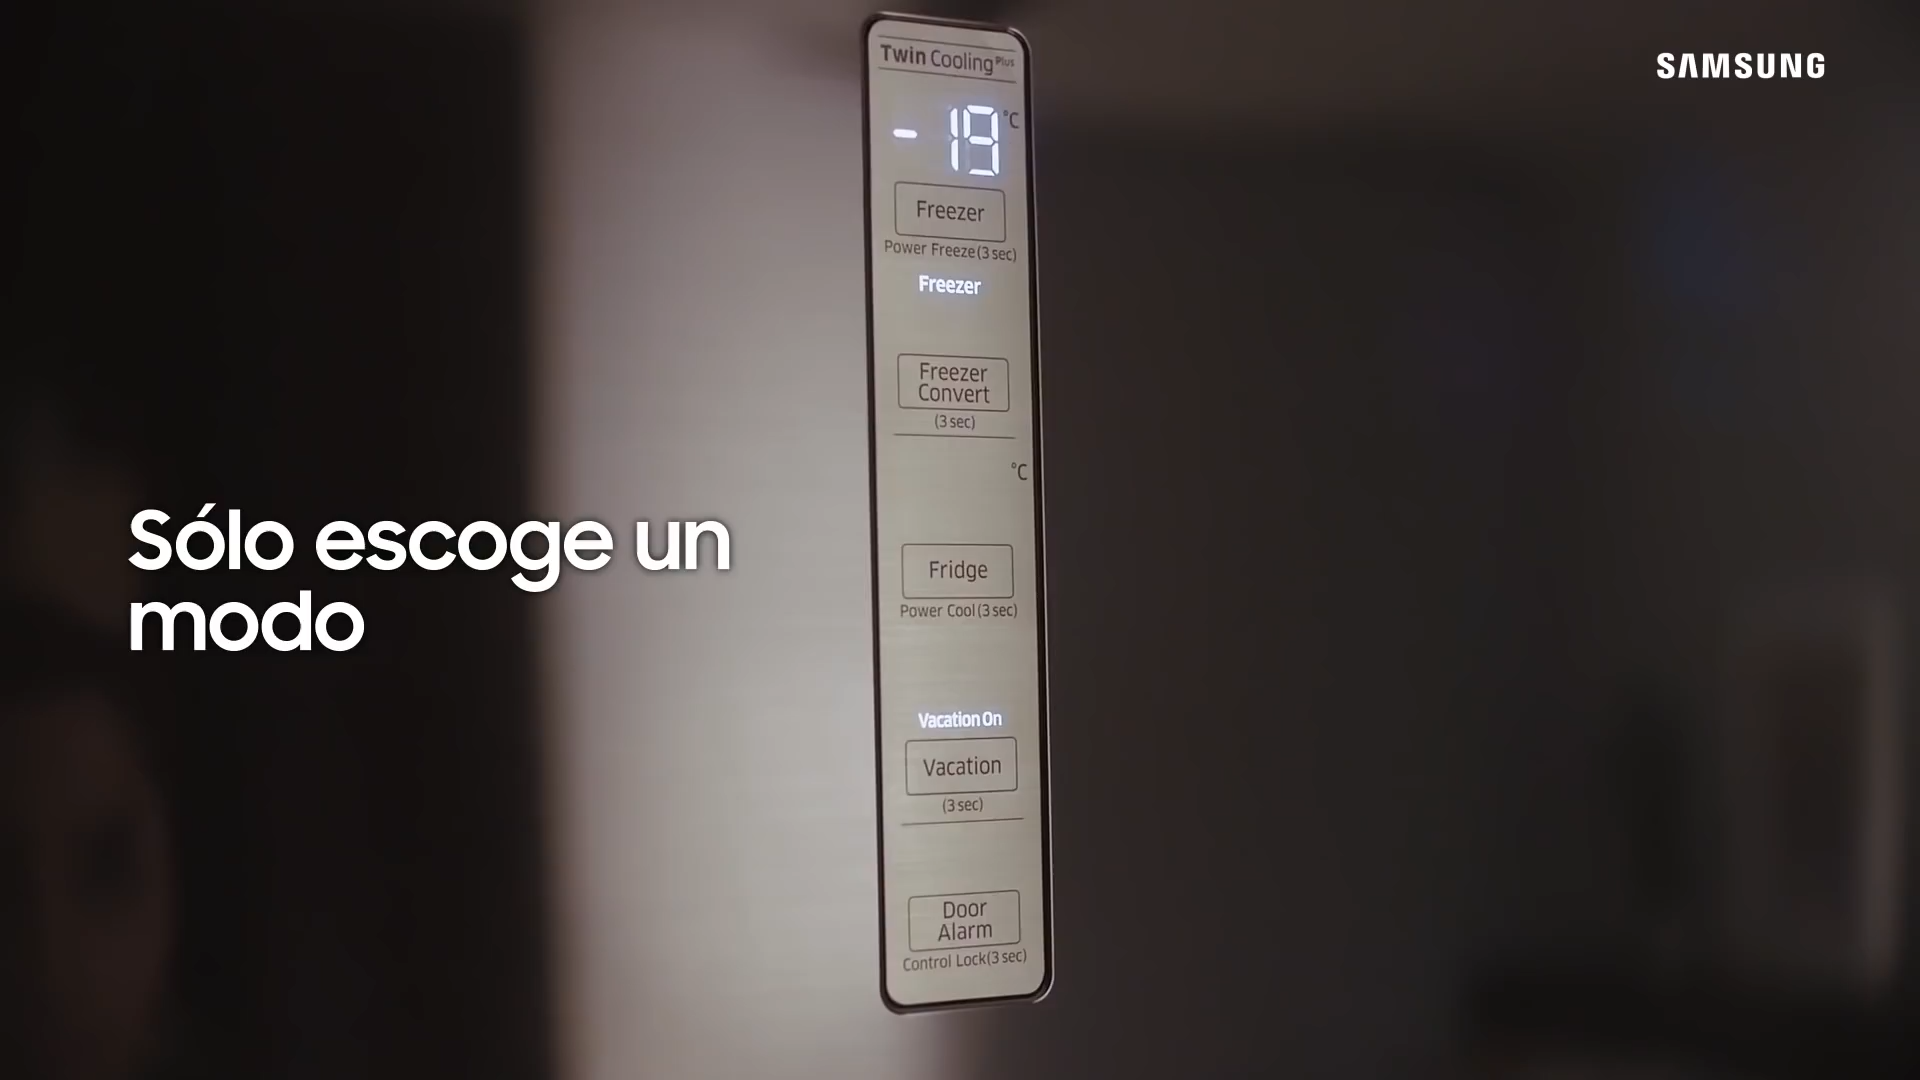 SAMSUNG
Twin Cooling Plus
- 19 °C
Freezer
Power Freeze (3 sec)
Freezer
Freezer
Convert
(3 sec)
°C
Fridge
Power Cool (3 sec)
Vacation On
Vacation
(3 sec)
Door
Alarm
Control Lock (3 sec)
Sólo escoge un
modo